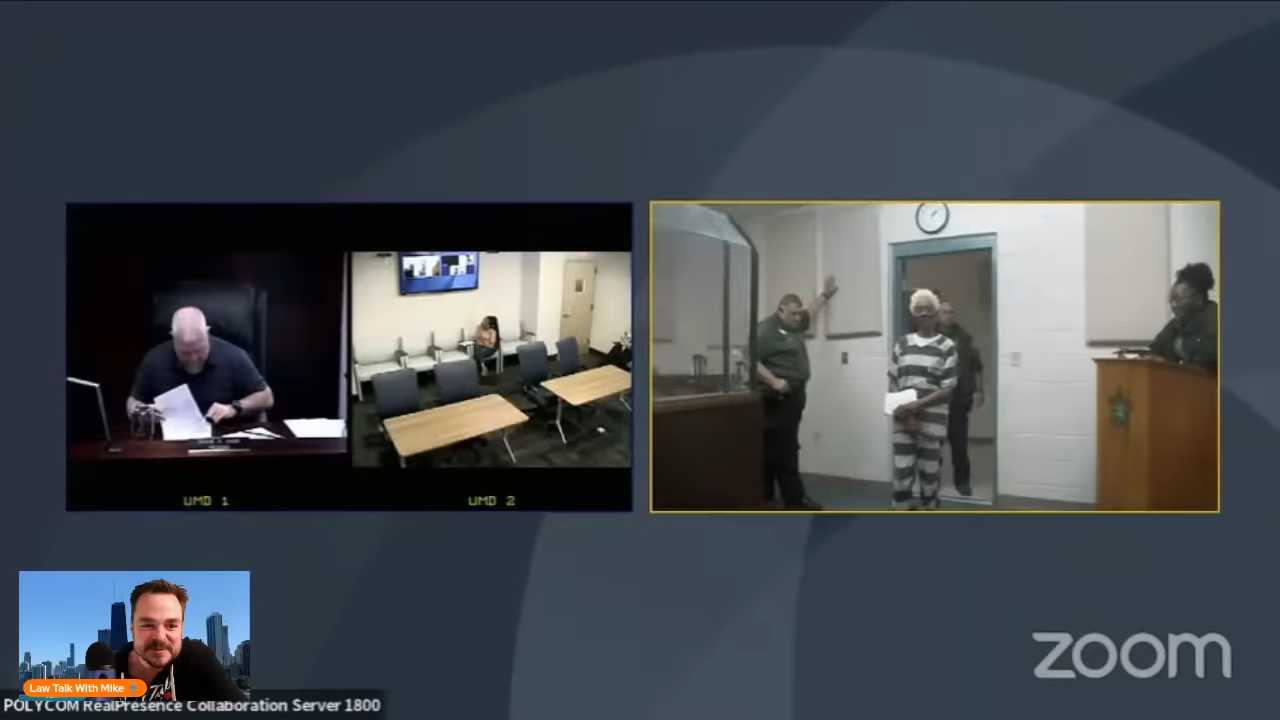 UMD 1
UMD 2
zoom
Law Talk With Mike
POLYCOM RealPresence Collaboration Server 1800